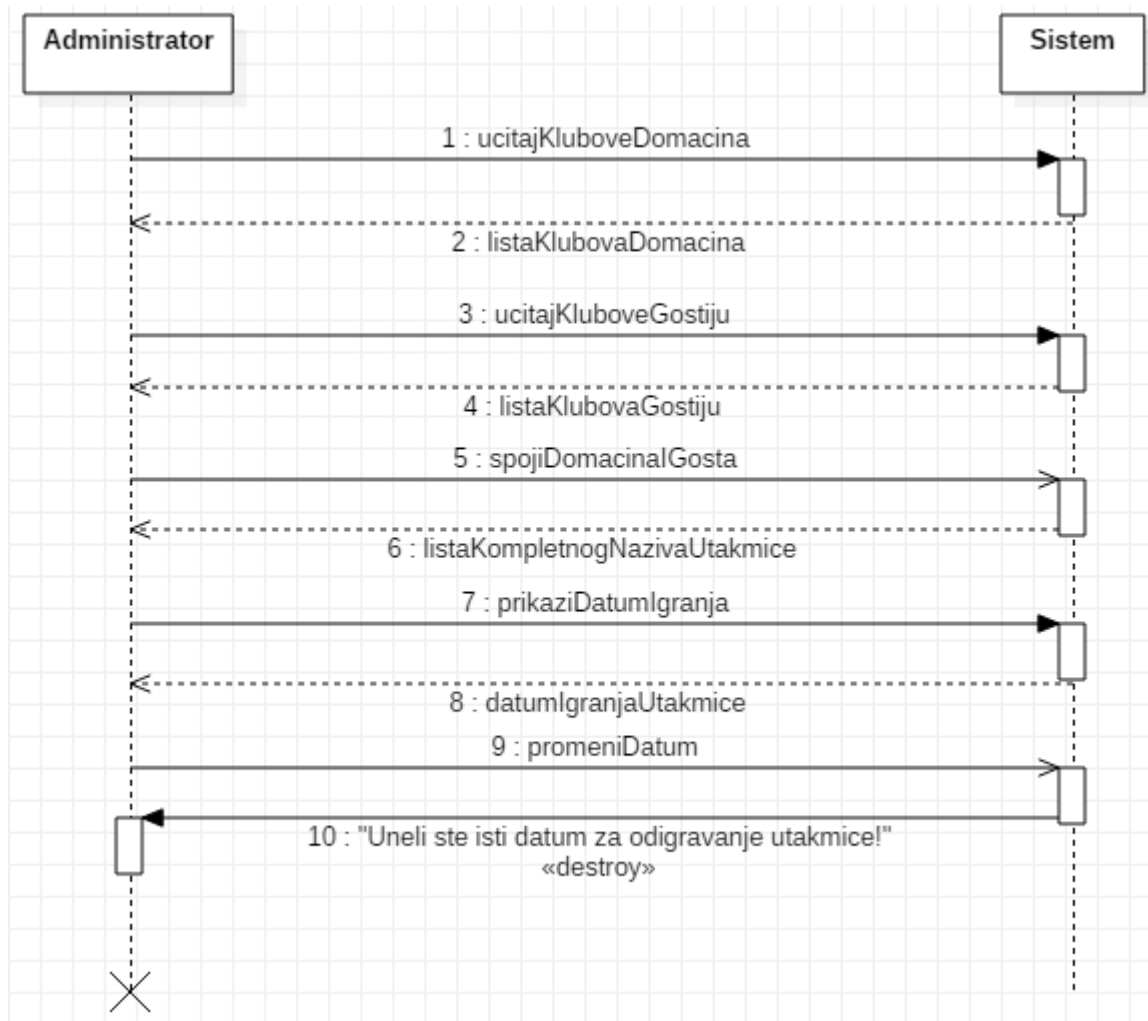 Administrator
Sistem
1 : ucitajKluboveDomacina
2 : listaKlubovaDomacina
3 : ucitajKluboveGostiju
4 : listaKlubovaGostiju
5 : spojiDomacinaIGosta
6 : listaKompletnogNazivaUtakmice
7 : prikaziDatumIgranja
8 : datumIgranjaUtakmice
9 : promeniDatum
10 : "Uneli ste isti datum za odigravanje utakmice!"
«destroy»